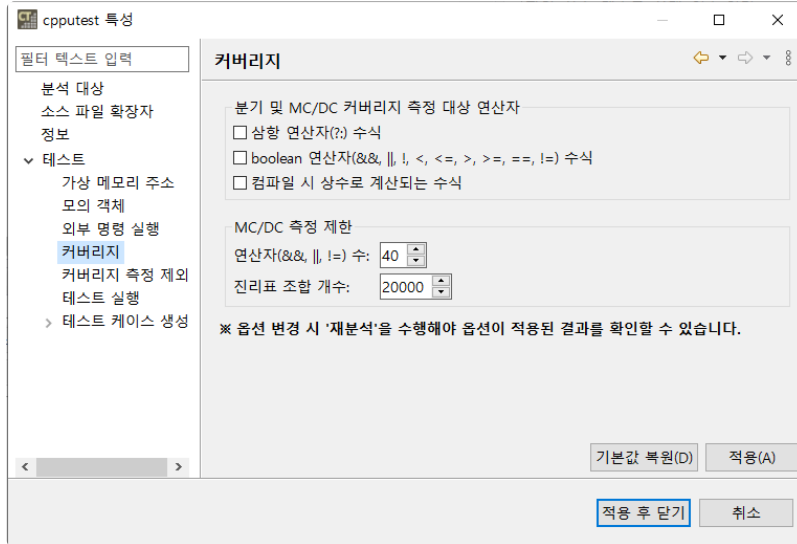 CT cpputest 특성
필터 텍스트 입력
분석 대상
소스 파일 확장자
정보
테스트
가상 메모리 주소
모의 객체
외부 명령 실행
커버리지
커버리지 측정 제외
테스트 실행
테스트 케이스 생성
커버리지
분기 및 MC/DC 커버리지 측정 대상 연산자
삼항 연산자(?:) 수식
boolean 연산자(&&, ||, !, <, <=, >, >=, ==, !=) 수식
컴파일 시 상수로 계산되는 수식
MC/DC 측정 제한
연산자(&&, ||, !=) 수: 40
진리표 조합 개수: 20000
※ 옵션 변경 시 '재분석'을 수행해야 옵션이 적용된 결과를 확인할 수 있습니다.
기본값 복원(D) 적용(A)
적용 후 닫기 취소